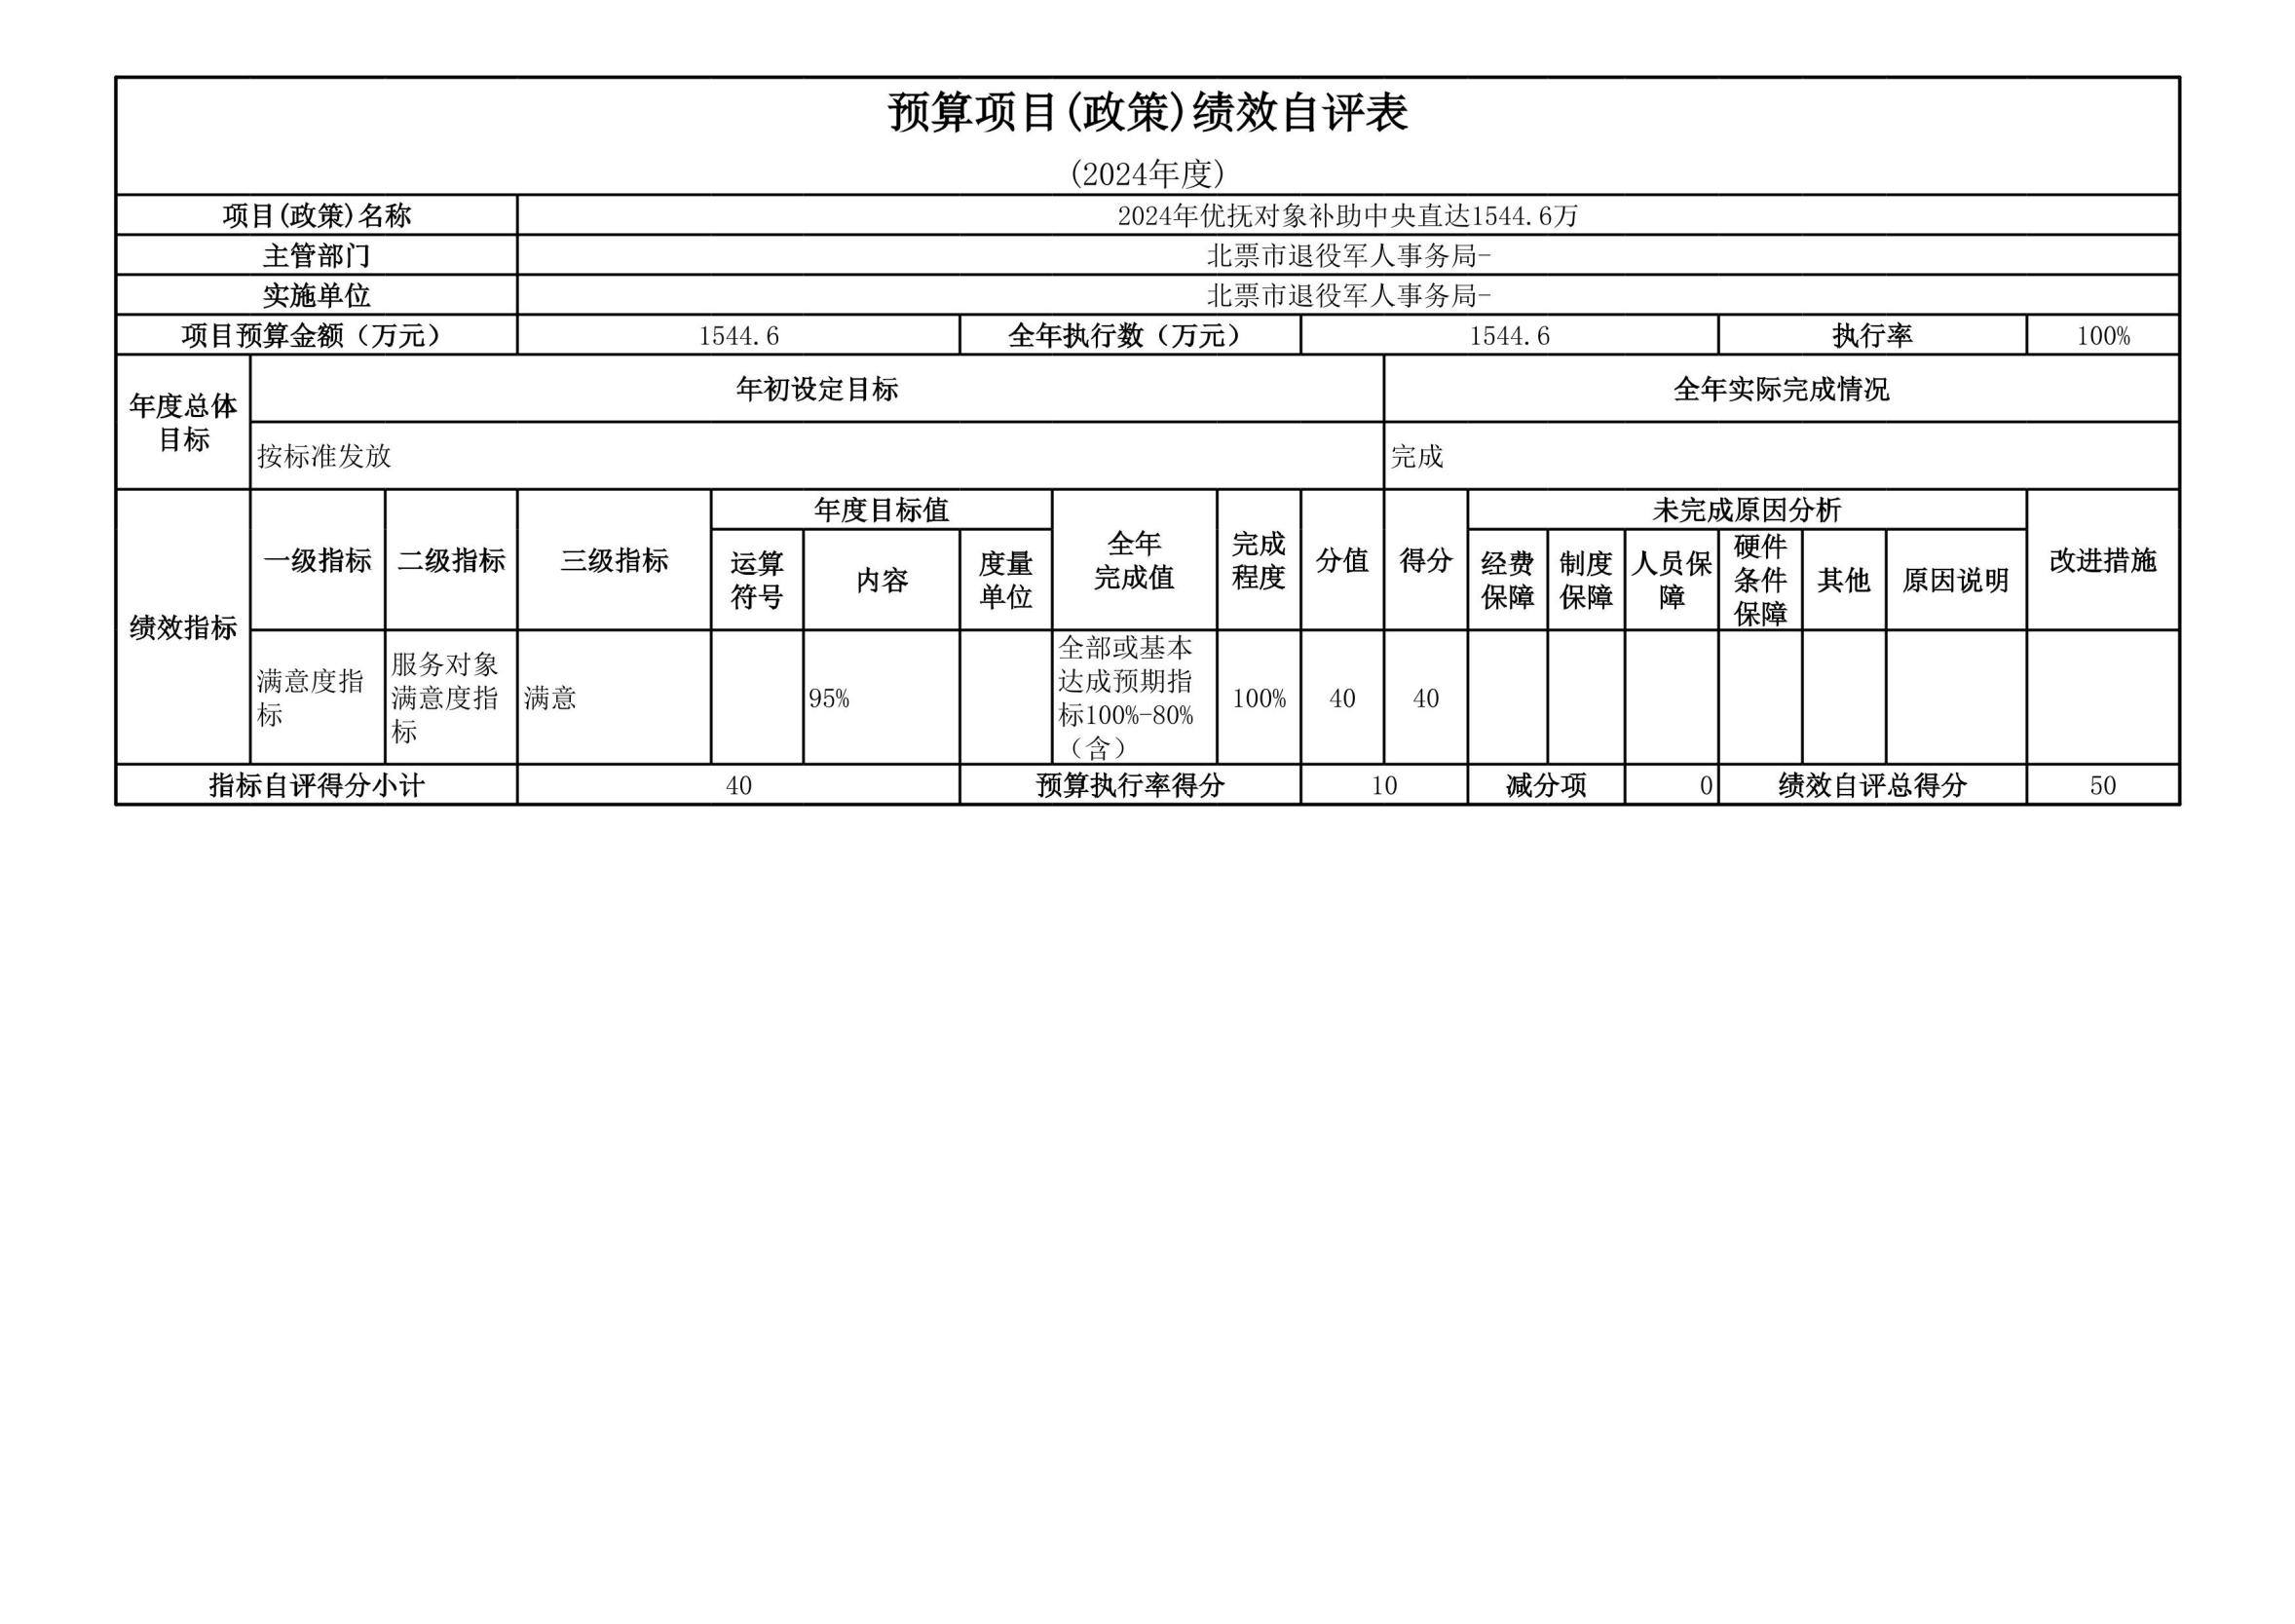 预算项目(政策)绩效自评表
(2024年度)
项目(政策)名称 2024年优抚对象补助中央直达1544.6万
主管部门 北票市退役军人事务局-
实施单位 北票市退役军人事务局-
项目预算金额（万元） 1544.6 全年执行数（万元） 1544.6 执行率 100%
年度总体
目标
年初设定目标 全年实际完成情况
按标准发放 完成
绩效指标
一级指标 二级指标 三级指标
年度目标值
运算
符号
内容
度量
单位
全年
完成值
完成
程度
分值
得分
未完成原因分析
经费
保障
制度
保障
人员保
障
硬件
条件
保障
其他
原因说明
改进措施
满意度指
标
服务对象
满意度指
标
满意
95%
全部或基本
达成预期指
标100%-80%
（含）
100%
40
40
指标自评得分小计 40 预算执行率得分 10 减分项 0 绩效自评总得分 50